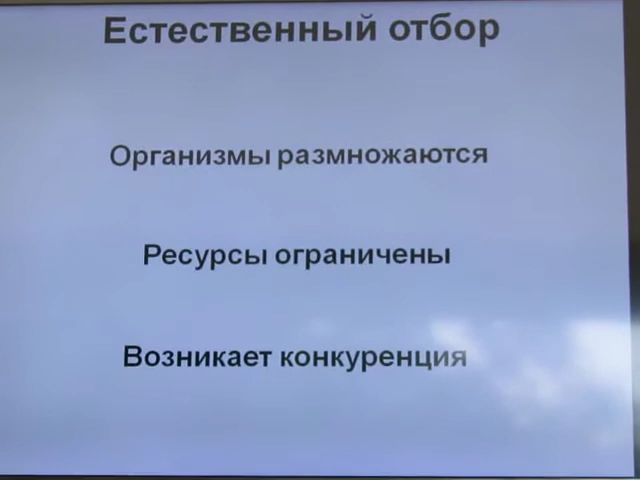 Естественный отбор
Организмы размножаются
Ресурсы ограничены
Возникает конкуренция